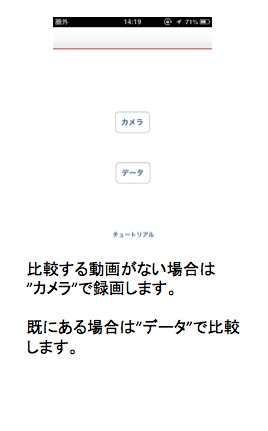 圏外 14:19 71%
カメラ
データ
チュートリアル
比較する動画がない場合は
”カメラ”で録画します。
既にある場合は”データ”で比較
します。